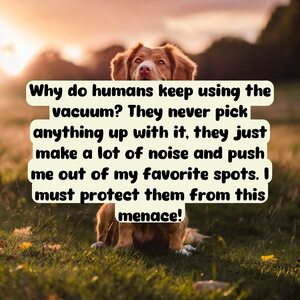 Why do humans keep using the
vacuum? They never pick
anything up with it, they just
make a lot of noise and push
me out of my favorite spots. I
must protect them from this
menace!